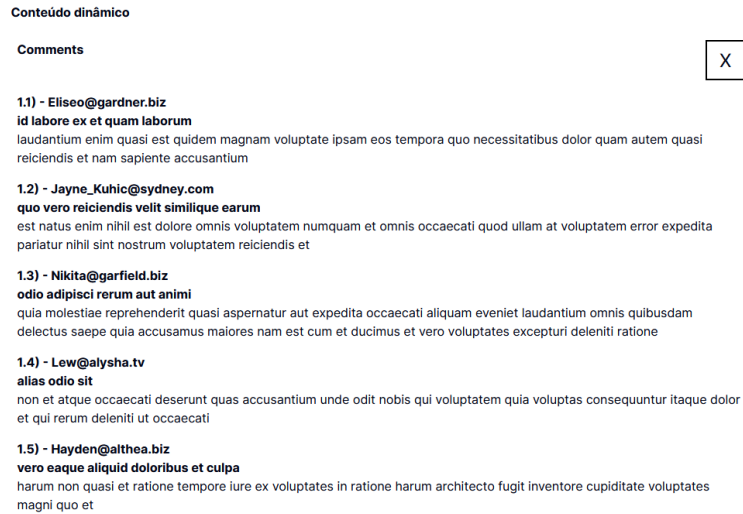 Conteúdo dinâmico
Comments
X
1.1) - Eliseo@gardner.biz
id labore ex et quam laborum
laudantium enim quasi est quidem magnam voluptate ipsam eos tempora quo necessitatibus dolor quam autem quasi
reiciendis et nam sapiente accusantium
1.2) - Jayne_Kuhic@sydney.com
quo vero reiciendis velit similique earum
est natus enim nihil est dolore omnis voluptatem numquam et omnis occaecati quod ullam at voluptatem error expedita
pariatur nihil sint nostrum voluptatem reiciendis et
1.3) - Nikita@garfield.biz
odio adipisci rerum aut animi
quia molestiae reprehenderit quasi aspernatur aut expedita occaecati aliquam eveniet laudantium omnis quibusdam
delectus saepe quia accusamus maiores nam est cum et ducimus et vero voluptates excepturi deleniti ratione
1.4) - Lew@alysha.tv
alias odio sit
non et atque occaecati deserunt quas accusantium unde odit nobis qui voluptatem quia voluptas consequuntur itaque dolor
et qui rerum deleniti ut occaecati
1.5) - Hayden@althea.biz
vero eaque aliquid doloribus et culpa
harum non quasi et ratione tempore iure ex voluptates in ratione harum architecto fugit inventore cupiditate voluptates
magni quo et